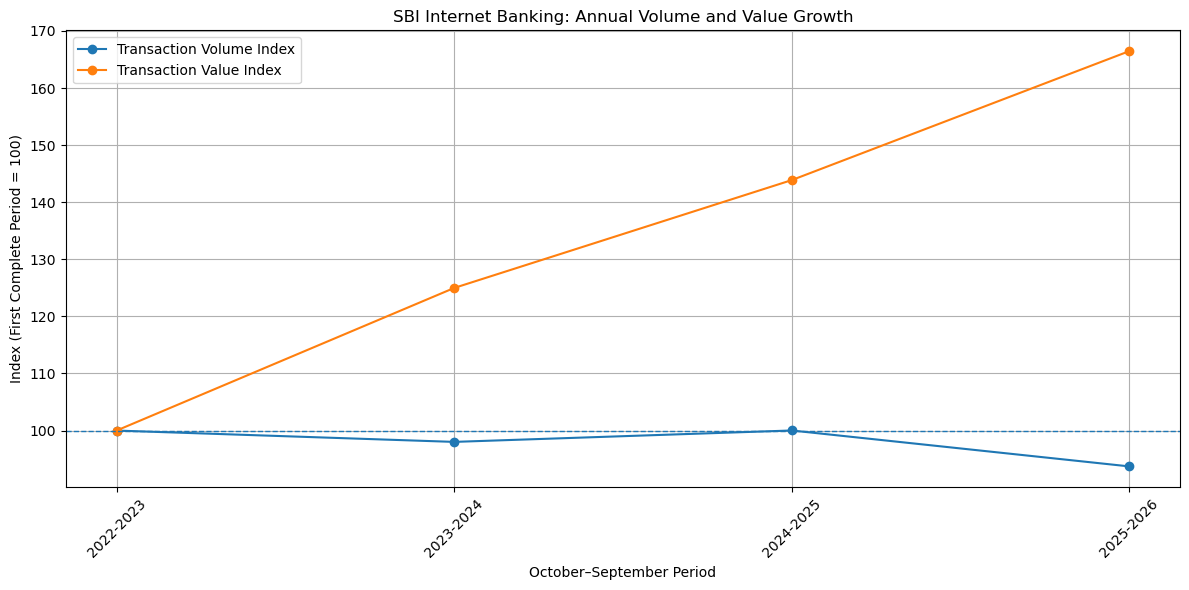 SBI Internet Banking: Annual Volume and Value Growth
Transaction Volume Index
Transaction Value Index
Index (First Complete Period = 100)
170
160
150
140
130
120
110
100
2022-2023
2023-2024
2024-2025
2025-2026
October–September Period